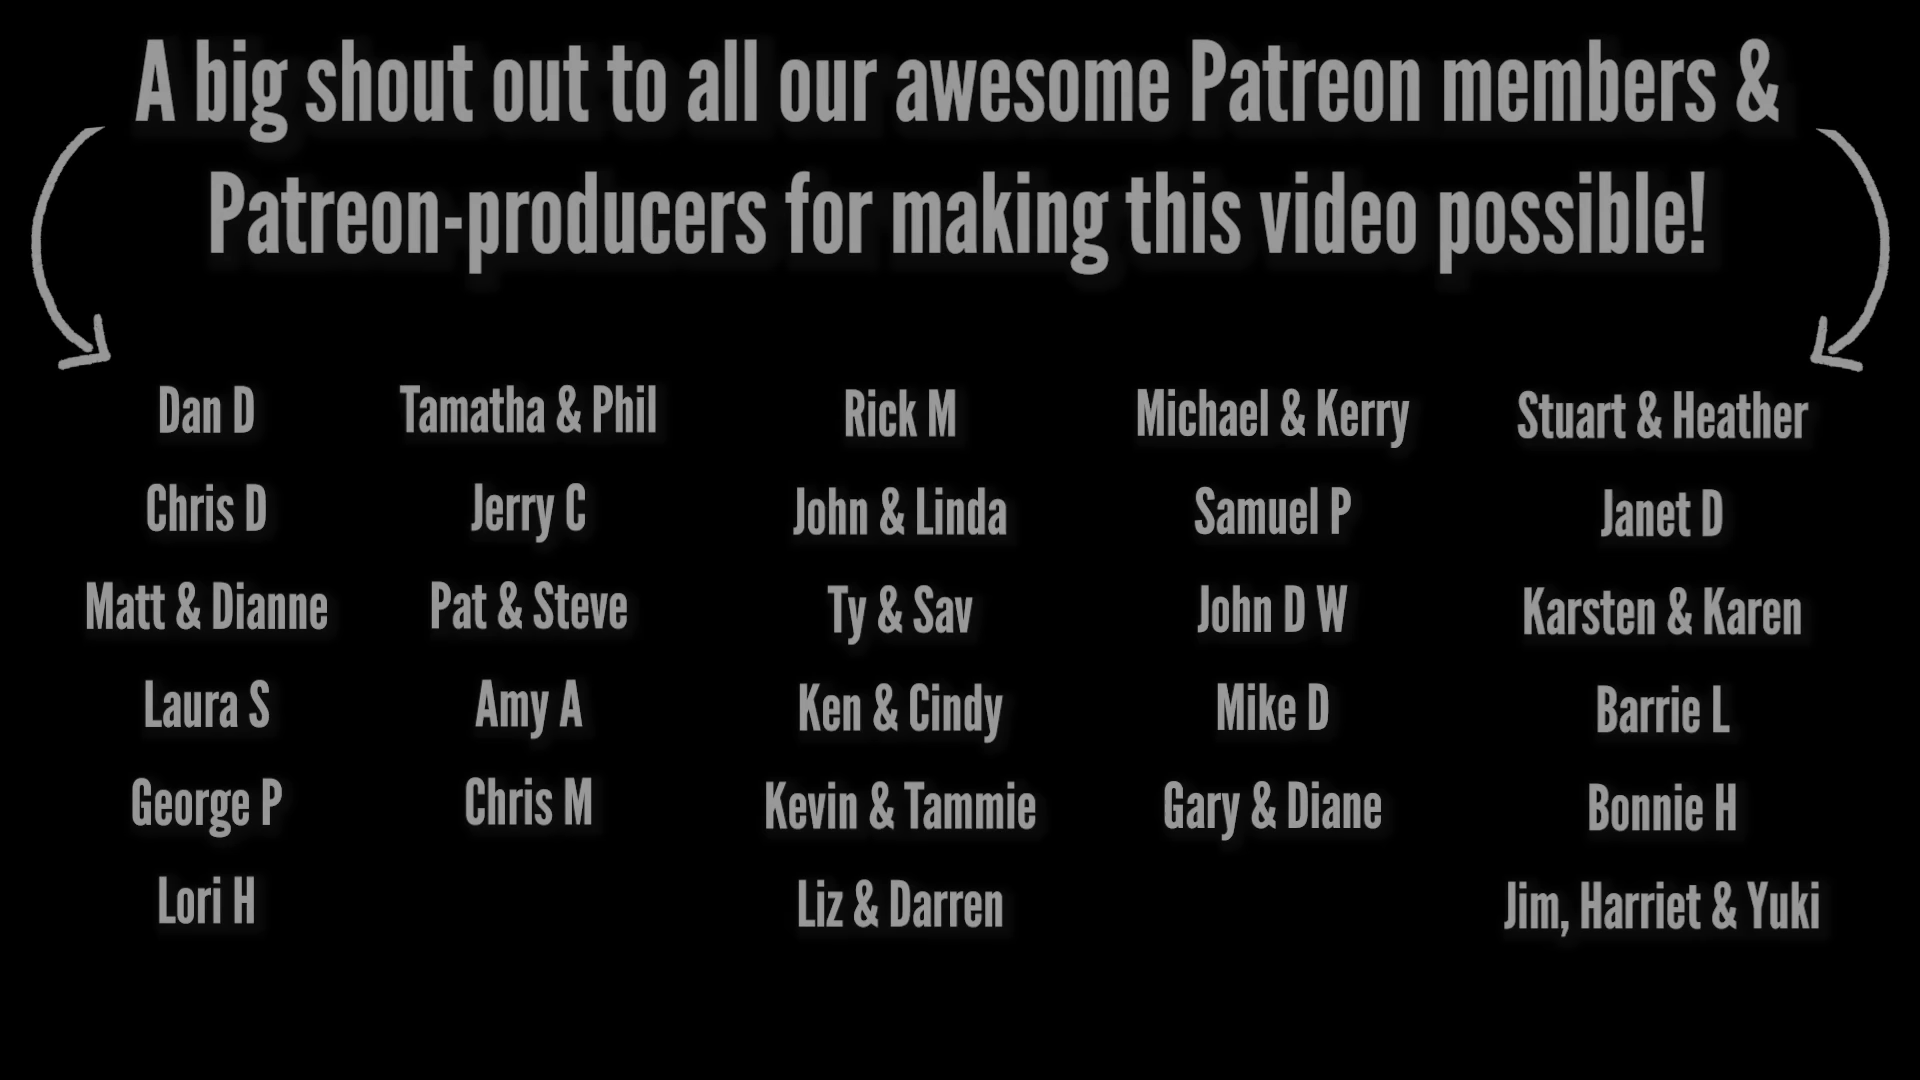 A big shout out to all our awesome Patreon members &
Patreon-producers for making this video possible!
Dan D
Chris D
Matt & Dianne
Laura S
George P
Lori H
Tamatha & Phil
Jerry C
Pat & Steve
Amy A
Chris M
Rick M
John & Linda
Ty & Sav
Ken & Cindy
Kevin & Tammie
Liz & Darren
Michael & Kerry
Samuel P
John D W
Mike D
Gary & Diane
Stuart & Heather
Janet D
Karsten & Karen
Barrie L
Bonnie H
Jim, Harriet & Yuki